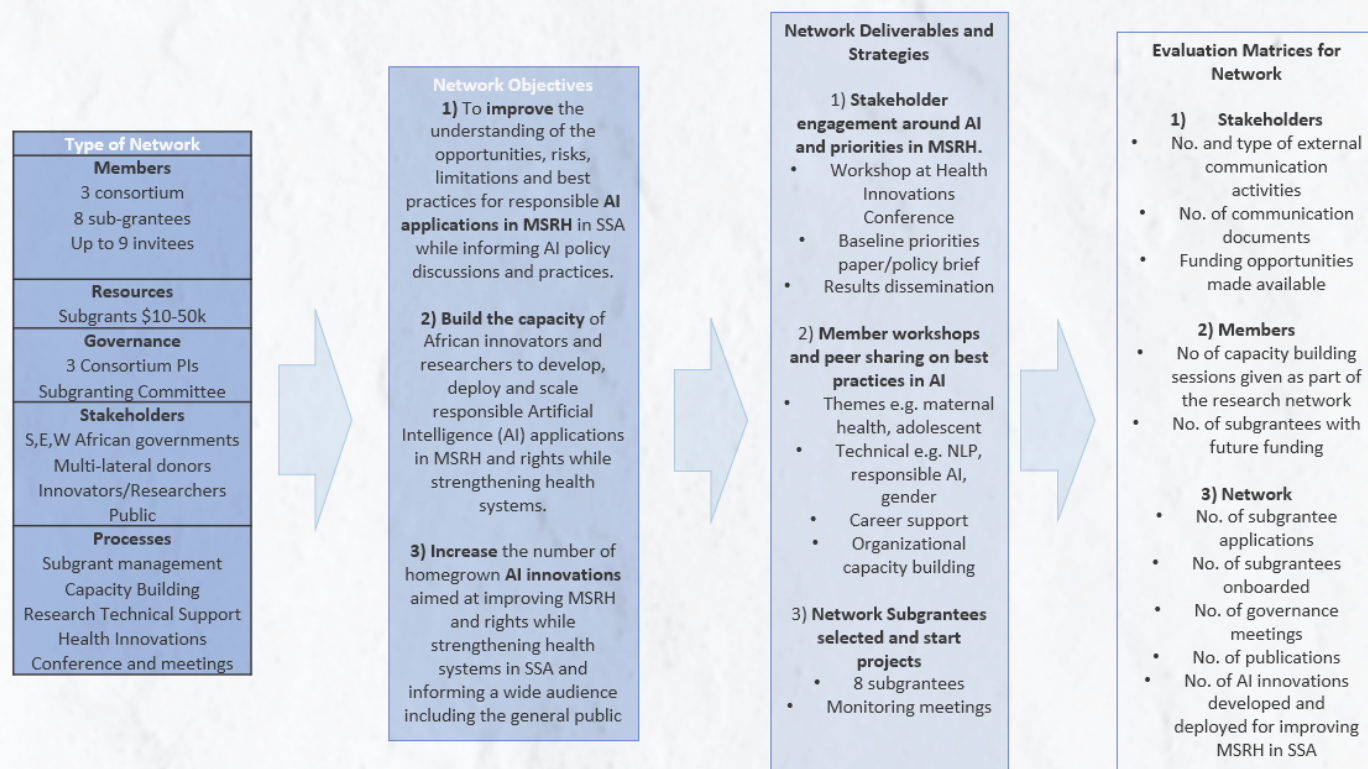 Type of Network
Members
3 consortium
8 sub-grantees
Up to 9 invitees
Resources
Subgrants $10-50k
Governance
3 Consortium PIs
Subgranting Committee
Stakeholders
S,E,W African governments
Multi-lateral donors
Innovators/Researchers
Public
Processes
Subgrant management
Capacity Building
Research Technical Support
Health Innovations
Conference and meetings
Network Objectives
1) To improve the
understanding of the
opportunities, risks,
limitations and best
practices for responsible AI
applications in MSRH in SSA
while informing AI policy
discussions and practices.
2) Build the capacity of
African innovators and
researchers to develop,
deploy and scale
responsible Artificial
Intelligence (AI) applications
in MSRH and rights while
strengthening health
systems.
3) Increase the number of
homegrown AI innovations
aimed at improving MSRH
and rights while
strengthening health
systems in SSA and
informing a wide audience
including the general public
Network Deliverables and
Strategies
1) Stakeholder
engagement around AI
and priorities in MSRH.
• Workshop at Health
Innovations
Conference
• Baseline priorities
paper/policy brief
• Results dissemination
2) Member workshops
and peer sharing on best
practices in AI
• Themes e.g. maternal
health, adolescent
• Technical e.g. NLP,
responsible AI,
gender
• Career support
• Organizational
capacity building
3) Network Subgrantees
selected and start
projects
• 8 subgrantees
• Monitoring meetings
Evaluation Matrices for
Network
1) Stakeholders
• No. and type of external
communication
activities
• No. of communication
documents
• Funding opportunities
made available
2) Members
• No of capacity building
sessions given as part of
the research network
• No. of subgrantees with
future funding
3) Network
• No. of subgrantee
applications
• No. of subgrantees
onboarded
• No. of governance
meetings
• No. of publications
• No. of AI innovations
developed and
deployed for improving
MSRH in SSA